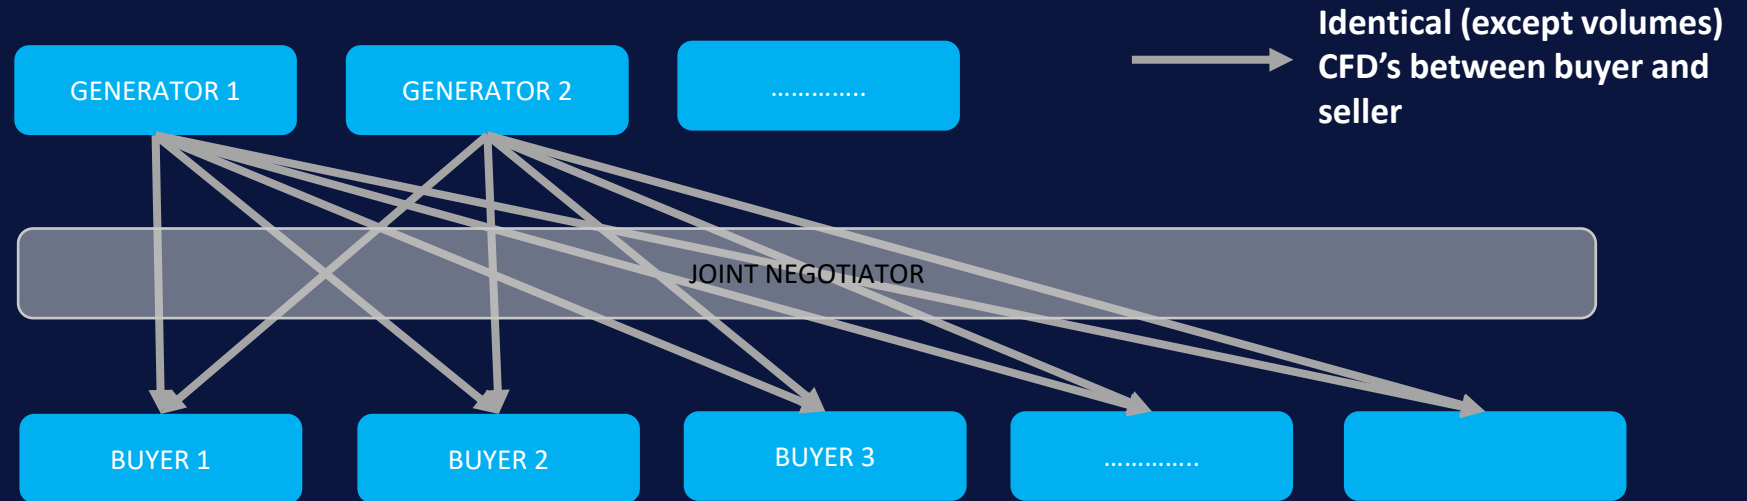 Identical (except volumes)
CFD's between buyer and
seller
GENERATOR 1
GENERATOR 2
…………..
JOINT NEGOTIATOR
BUYER 1
BUYER 2
BUYER 3
…………..